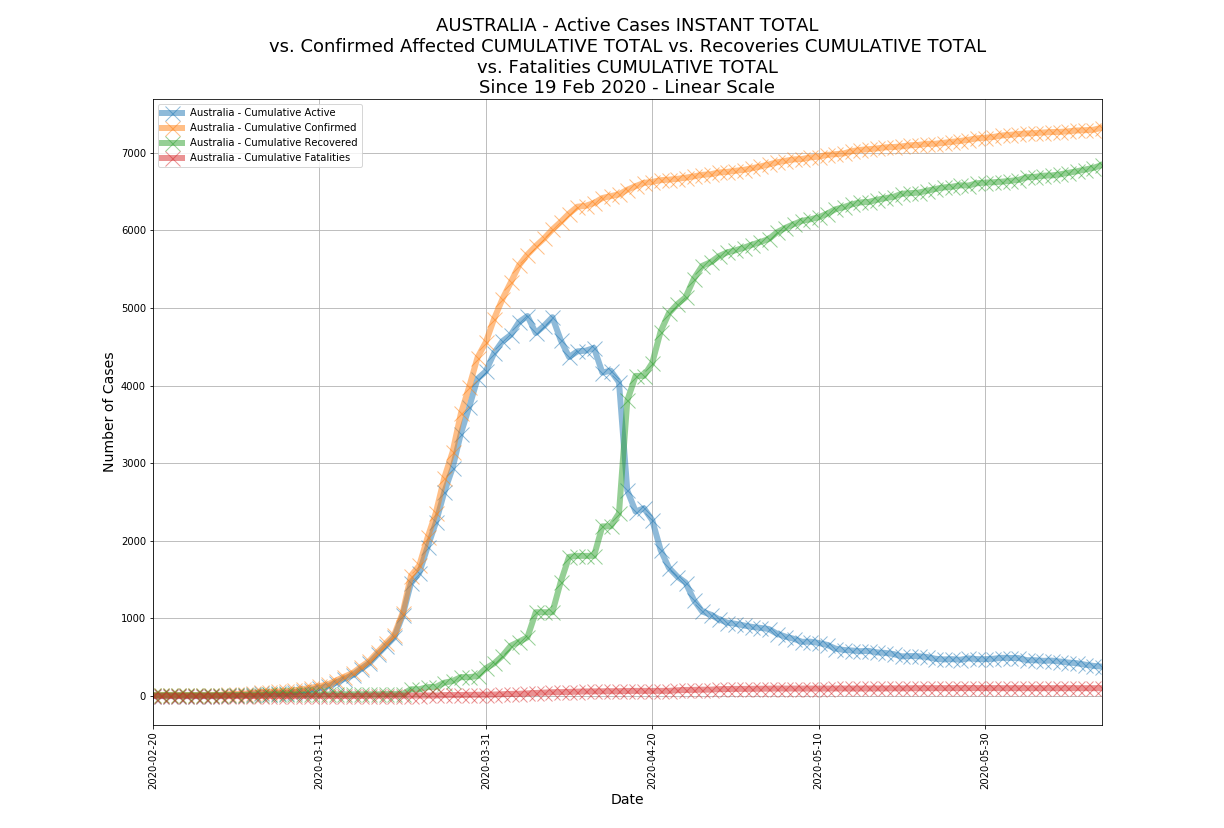 AUSTRALIA - Active Cases INSTANT TOTAL
vs. Confirmed Affected CUMULATIVE TOTAL vs. Recoveries CUMULATIVE TOTAL
vs. Fatalities CUMULATIVE TOTAL
Since 19 Feb 2020 - Linear Scale
Australia - Cumulative Active
Australia - Cumulative Confirmed
Australia - Cumulative Recovered
Australia - Cumulative Fatalities
Number of Cases
7000
6000
5000
4000
3000
2000
1000
0
2020-02-20
2020-03-11
2020-03-31
2020-04-20
2020-05-10
2020-05-30
Date